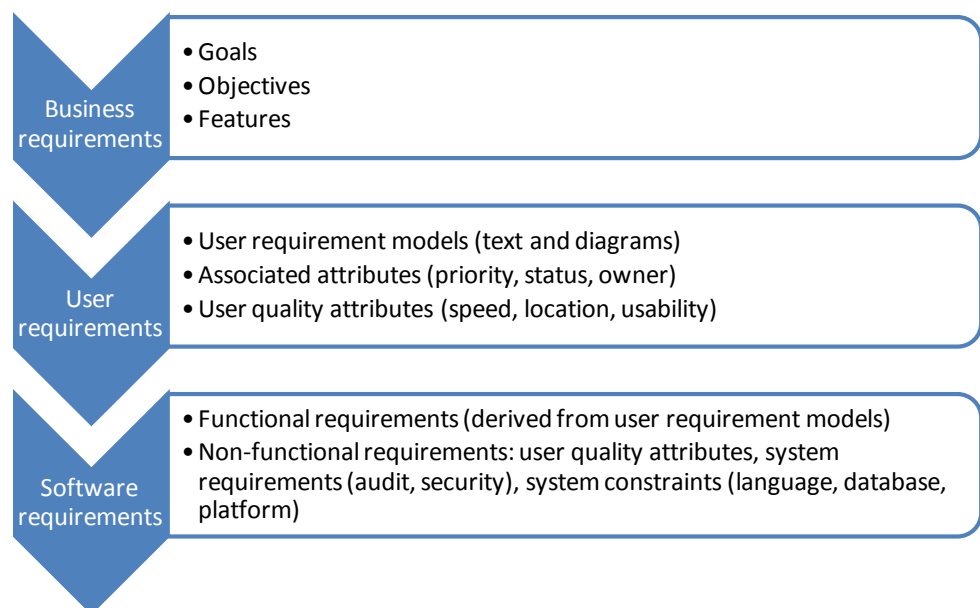 Business
requirements
• Goals
• Objectives
• Features
User
requirements
• User requirement models (text and diagrams)
• Associated attributes (priority, status, owner)
• User quality attributes (speed, location, usability)
Software
requirements
• Functional requirements (derived from user requirement models)
• Non-functional requirements: user quality attributes, system
requirements (audit, security), system constraints (language, database,
platform)